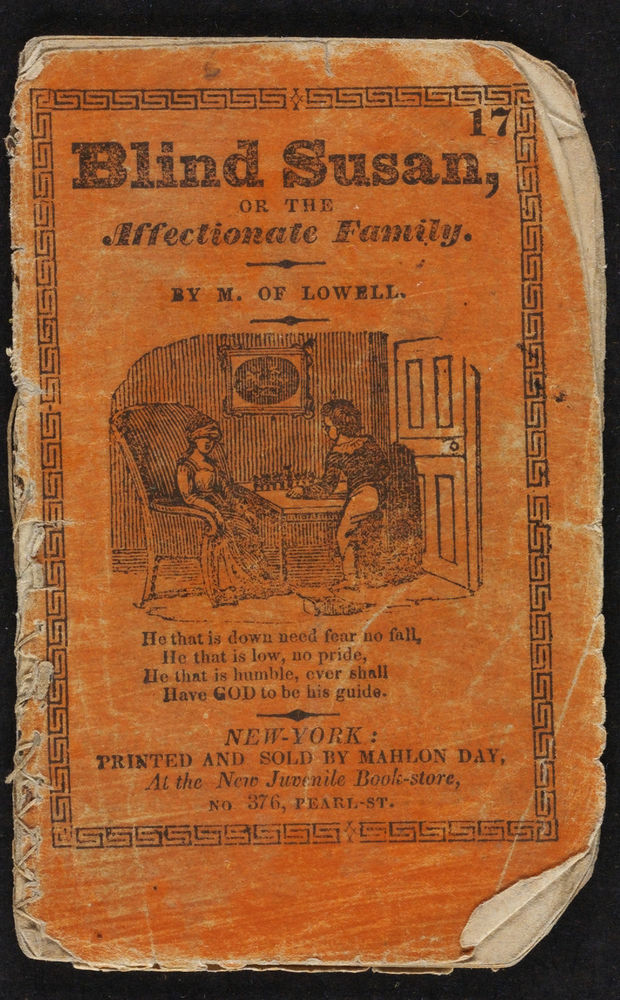 17
Blind Susan,
OR THE
Affectionate Family.
BY M. OF LOWELL.
He that is down need fear no fall,
He that is low, no pride,
He that is humble, ever shall
Have GOD to be his guide.
NEW-YORK:
PRINTED AND SOLD BY MAHLON DAY,
At the New Juvenile Book-store,
NO 376, PEARL-ST.